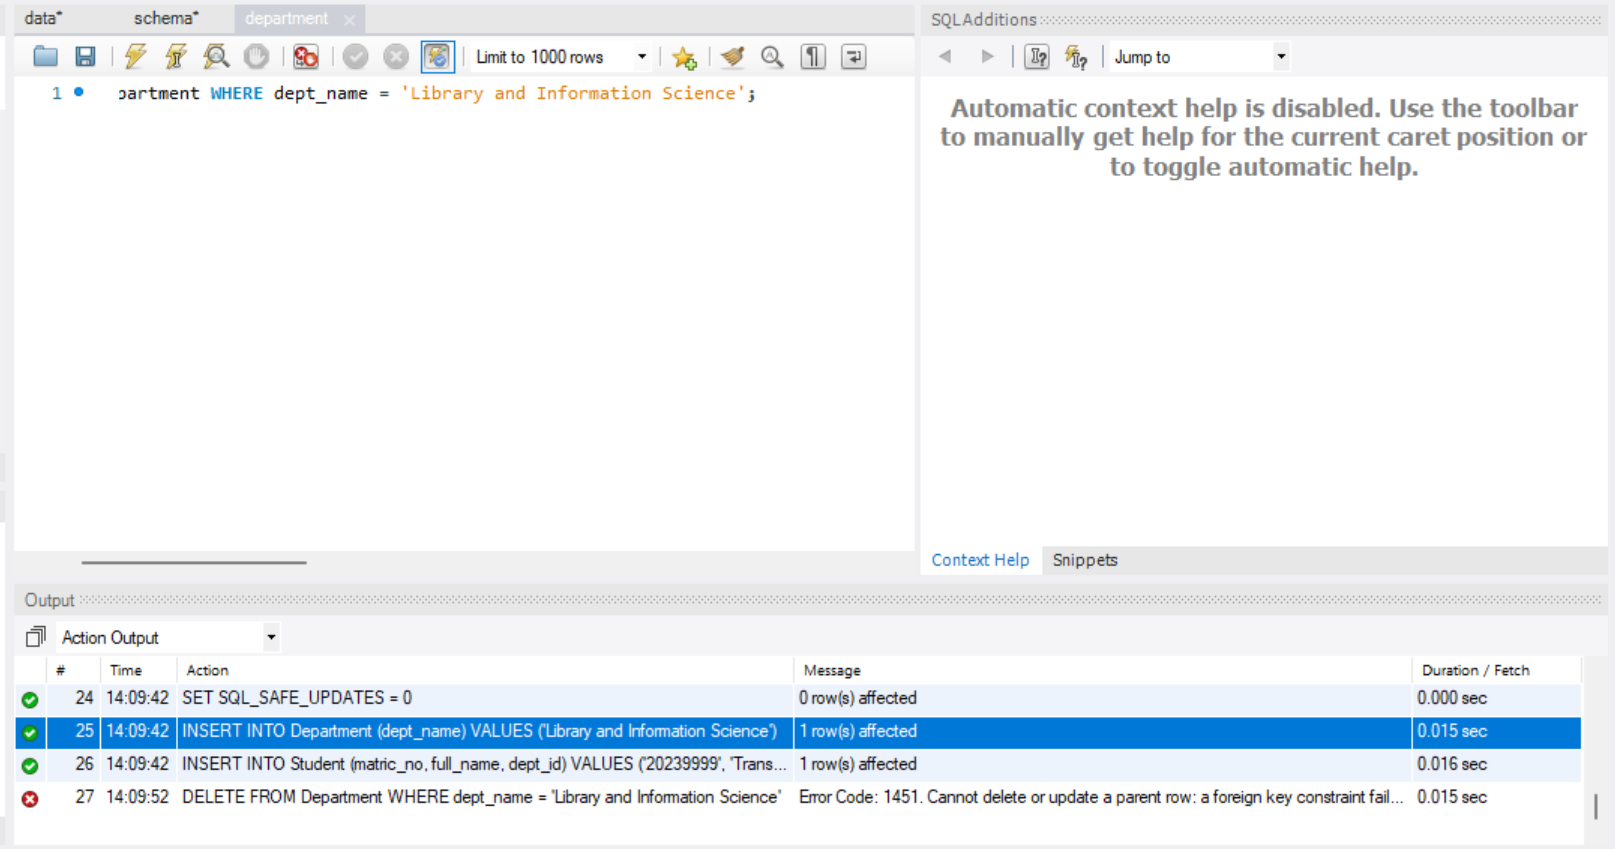 data* schema* department
SQLAdditions
Limit to 1000 rows
Jump to
1 partment WHERE dept_name = 'Library and Information Science';
Automatic context help is disabled. Use the toolbar
to manually get help for the current caret position or
to toggle automatic help.
Context Help Snippets
Output
Action Output
# Time Action Message Duration / Fetch
24 14:09:42 SET SQL_SAFE_UPDATES = 0 0 row(s) affected 0.000 sec
25 14:09:42 INSERT INTO Department (dept_name) VALUES ('Library and Information Science') 1 row(s) affected 0.015 sec
26 14:09:42 INSERT INTO Student (matric_no, full_name, dept_id) VALUES ('20239999', 'Trans... 1 row(s) affected 0.016 sec
27 14:09:52 DELETE FROM Department WHERE dept_name = 'Library and Information Science' Error Code: 1451. Cannot delete or update a parent row: a foreign key constraint fail... 0.015 sec